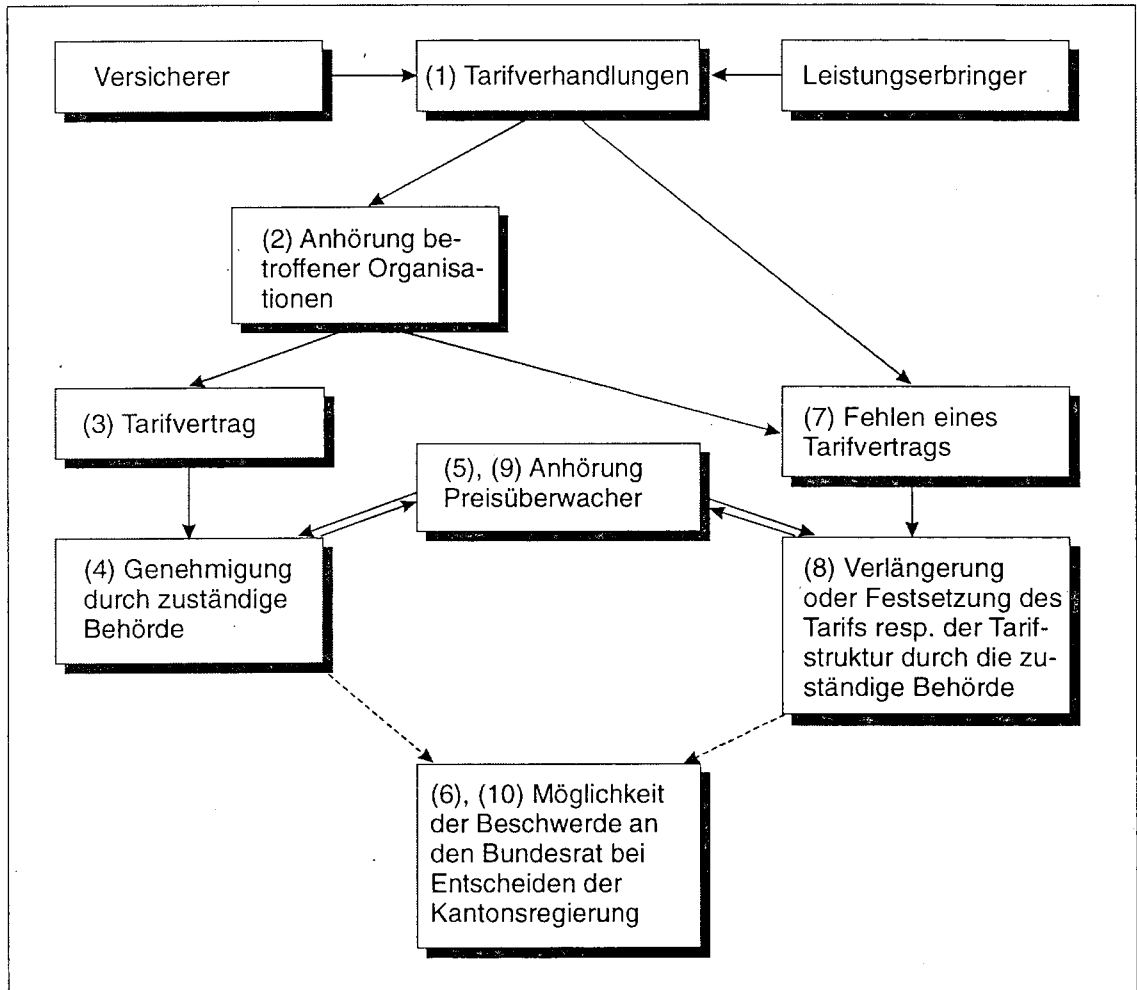 Versicherer
(1) Tarifverhandlungen
Leistungserbringer
(2) Anhörung be-
troffener Organisa-
tionen
(3) Tarifvertrag
(7) Fehlen eines
Tarifvertrags
(5), (9) Anhörung
Preisüberwacher
(4) Genehmigung
durch zuständige
Behörde
(8) Verlängerung
oder Festsetzung des
Tarifs resp. der Tarif-
struktur durch die zu-
ständige Behörde
(6), (10) Möglichkeit
der Beschwerde an
den Bundesrat bei
Entscheiden der
Kantonsregierung